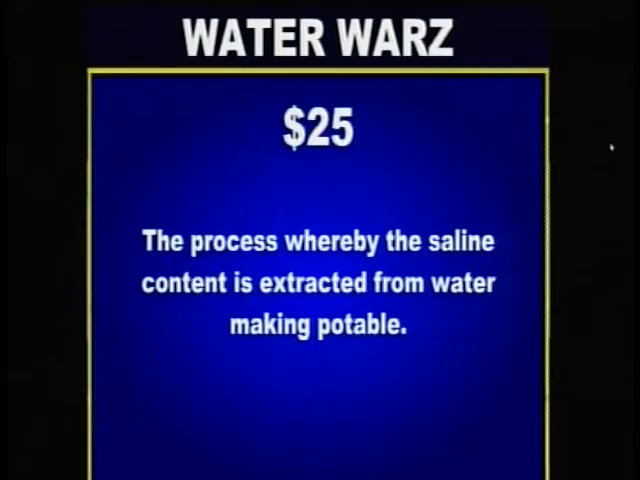 WATER WARZ
$25
The process whereby the saline
content is extracted from water
making potable.